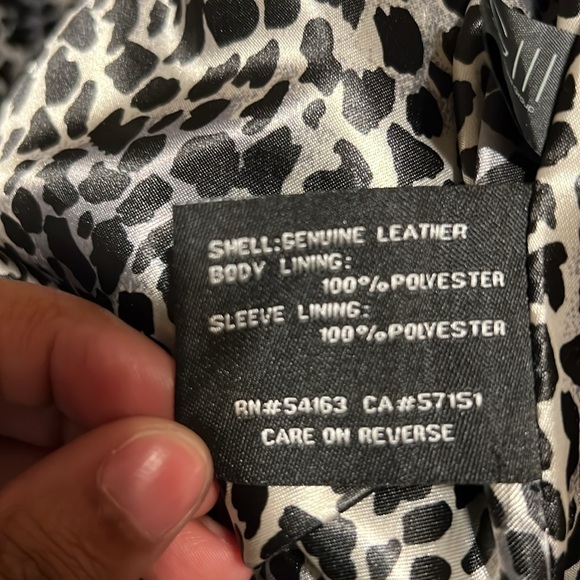 SHELL:GENUINE LEATHER
BODY LINING:
100%POLYESTER
SLEEVE LINING:
100%POLYESTER
RN#54163 CA#57151
CARE ON REVERSE